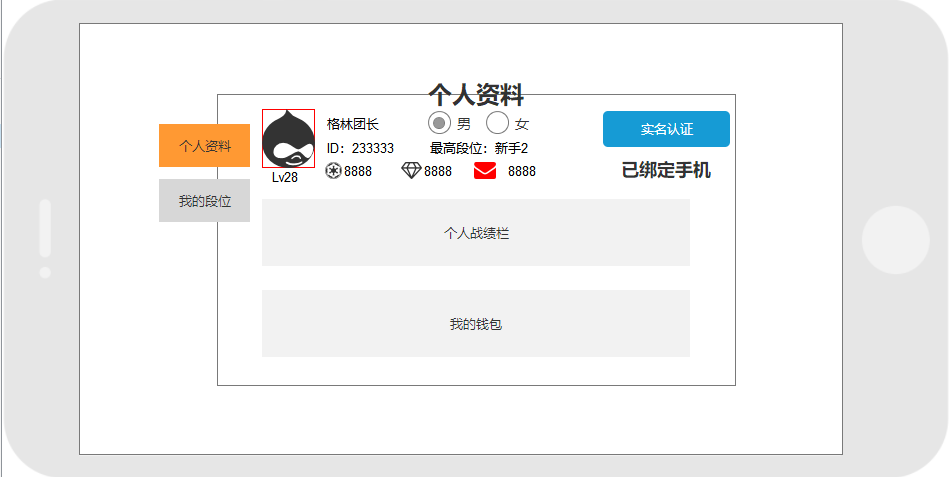 个人资料
个人资料
我的段位
格林团长
男
女
实名认证
ID：233333
最高段位：新手2
Lv28
8888
8888
8888
已绑定手机
个人战绩栏
我的钱包